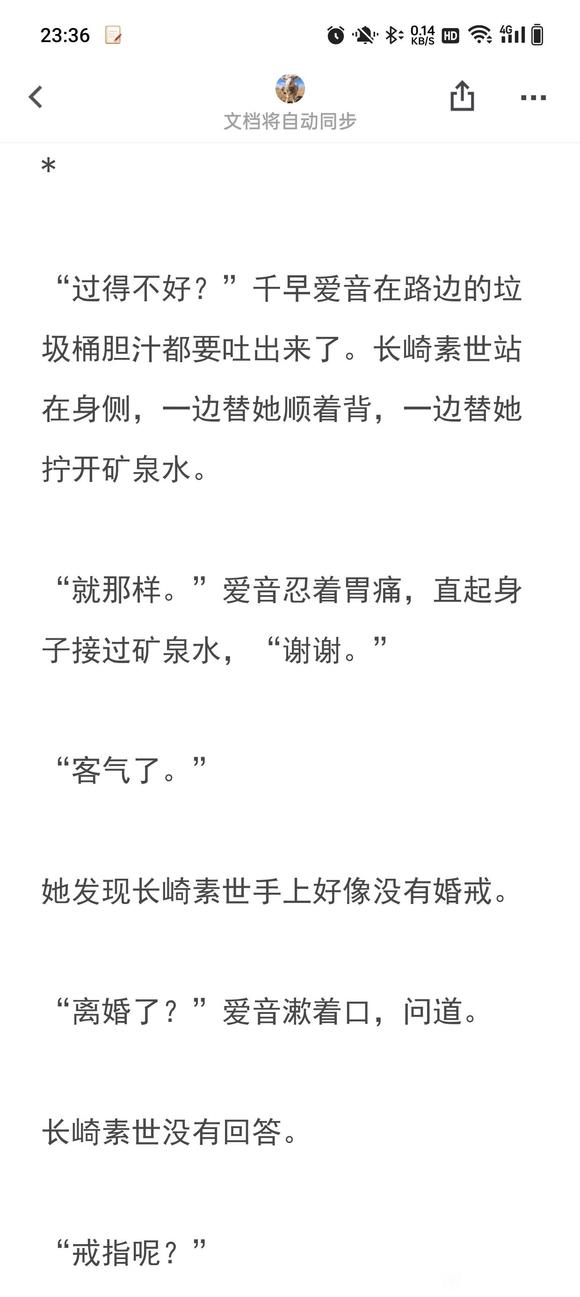 23:36
0.14
KB/S
HD
4G
文档将自动同步
*
“过得不好？”千早爱音在路边的垃
圾桶胆汁都要吐出来了。长崎素世站
在身侧，一边替她顺着背，一边替她
拧开矿泉水。
“就那样。”爱音忍着胃痛，直起身
子接过矿泉水，“谢谢。”
“客气了。”
她发现长崎素世手上好像没有婚戒。
“离婚了？”爱音漱着口，问道。
长崎素世没有回答。
“戒指呢？”